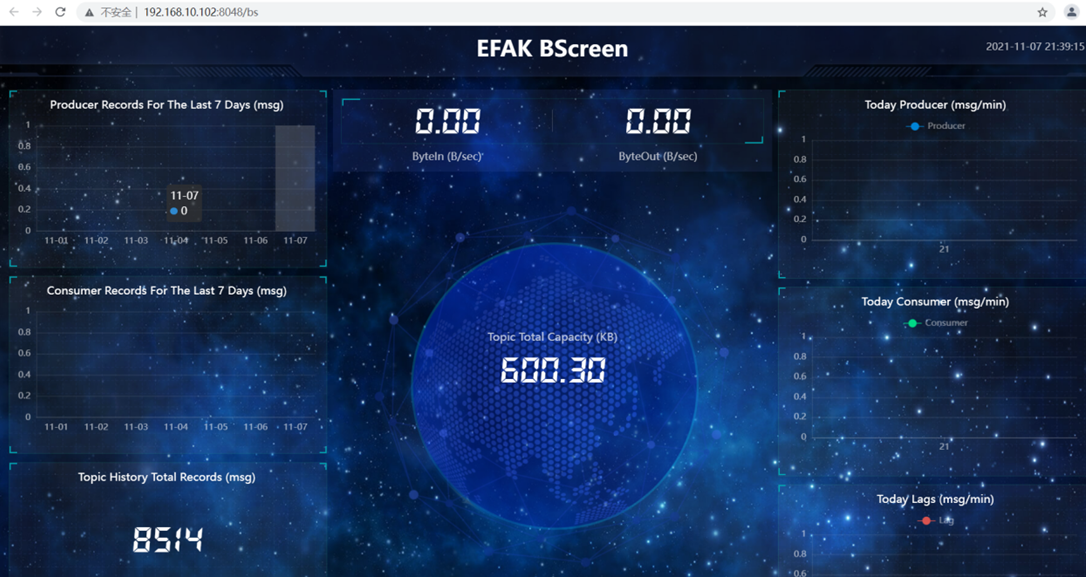 不安全 | 192.168.10.102:8048/bs
EFAK BScreen
2021-11-07 21:39:15
Producer Records For The Last 7 Days (msg)
1
0.8
0.6
0.4
0.2
0
11-07
0
11-01 11-02 11-03 11-04 11-05 11-06 11-07
Consumer Records For The Last 7 Days (msg)
1
0.8
0.6
0.4
0.2
0
11-01 11-02 11-03 11-04 11-05 11-06 11-07
Topic History Total Records (msg)
8514
0.00 0.00
ByteIn (B/sec) ByteOut (B/sec)
Topic Total Capacity (KB)
600.30
Today Producer (msg/min)
Producer
1
0.8
0.6
0.4
0.2
0
21
Today Consumer (msg/min)
Consumer
1
0.8
0.6
0.4
0.2
0
21
Today Lags (msg/min)
Lag
1
0.8
0.6